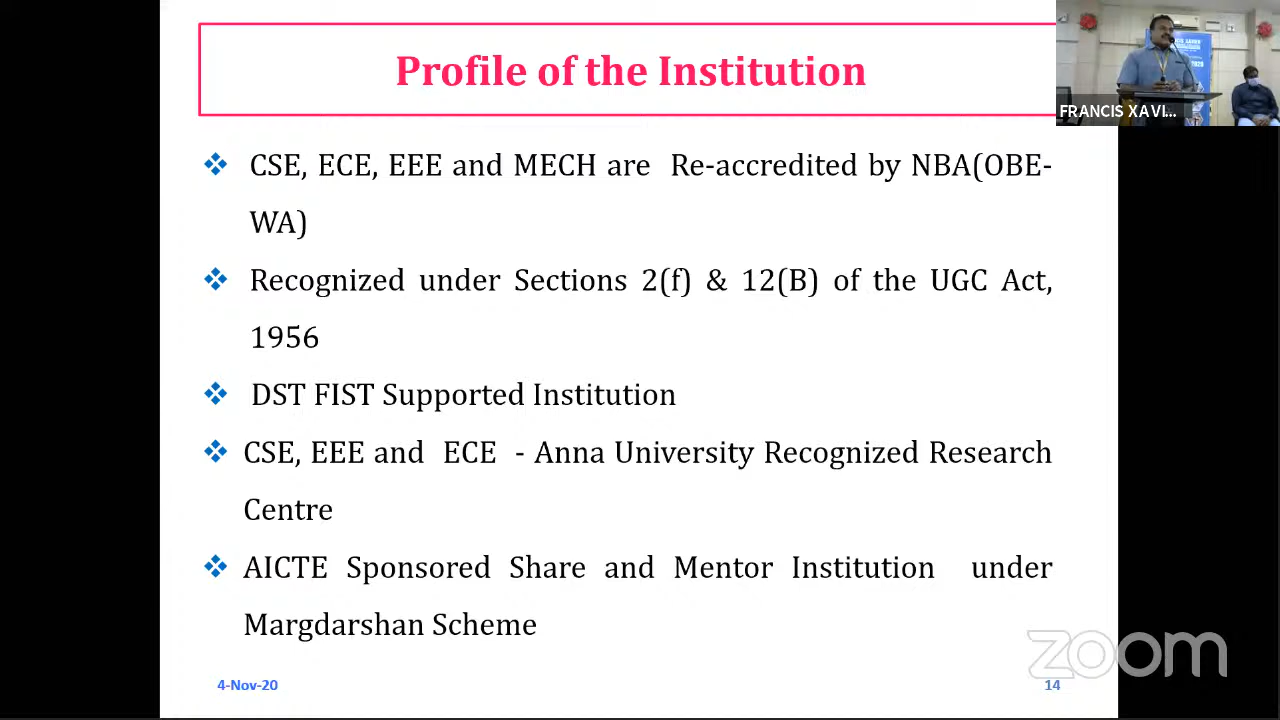 Profile of the Institution
FRANCIS XAVI...
CSE, ECE, EEE and MECH are Re-accredited by NBA(OBE-
WA)
Recognized under Sections 2(f) & 12(B) of the UGC Act,
1956
DST FIST Supported Institution
CSE, EEE and ECE - Anna University Recognized Research
Centre
AICTE Sponsored Share and Mentor Institution under
Margdarshan Scheme
zoom
4-Nov-20
14